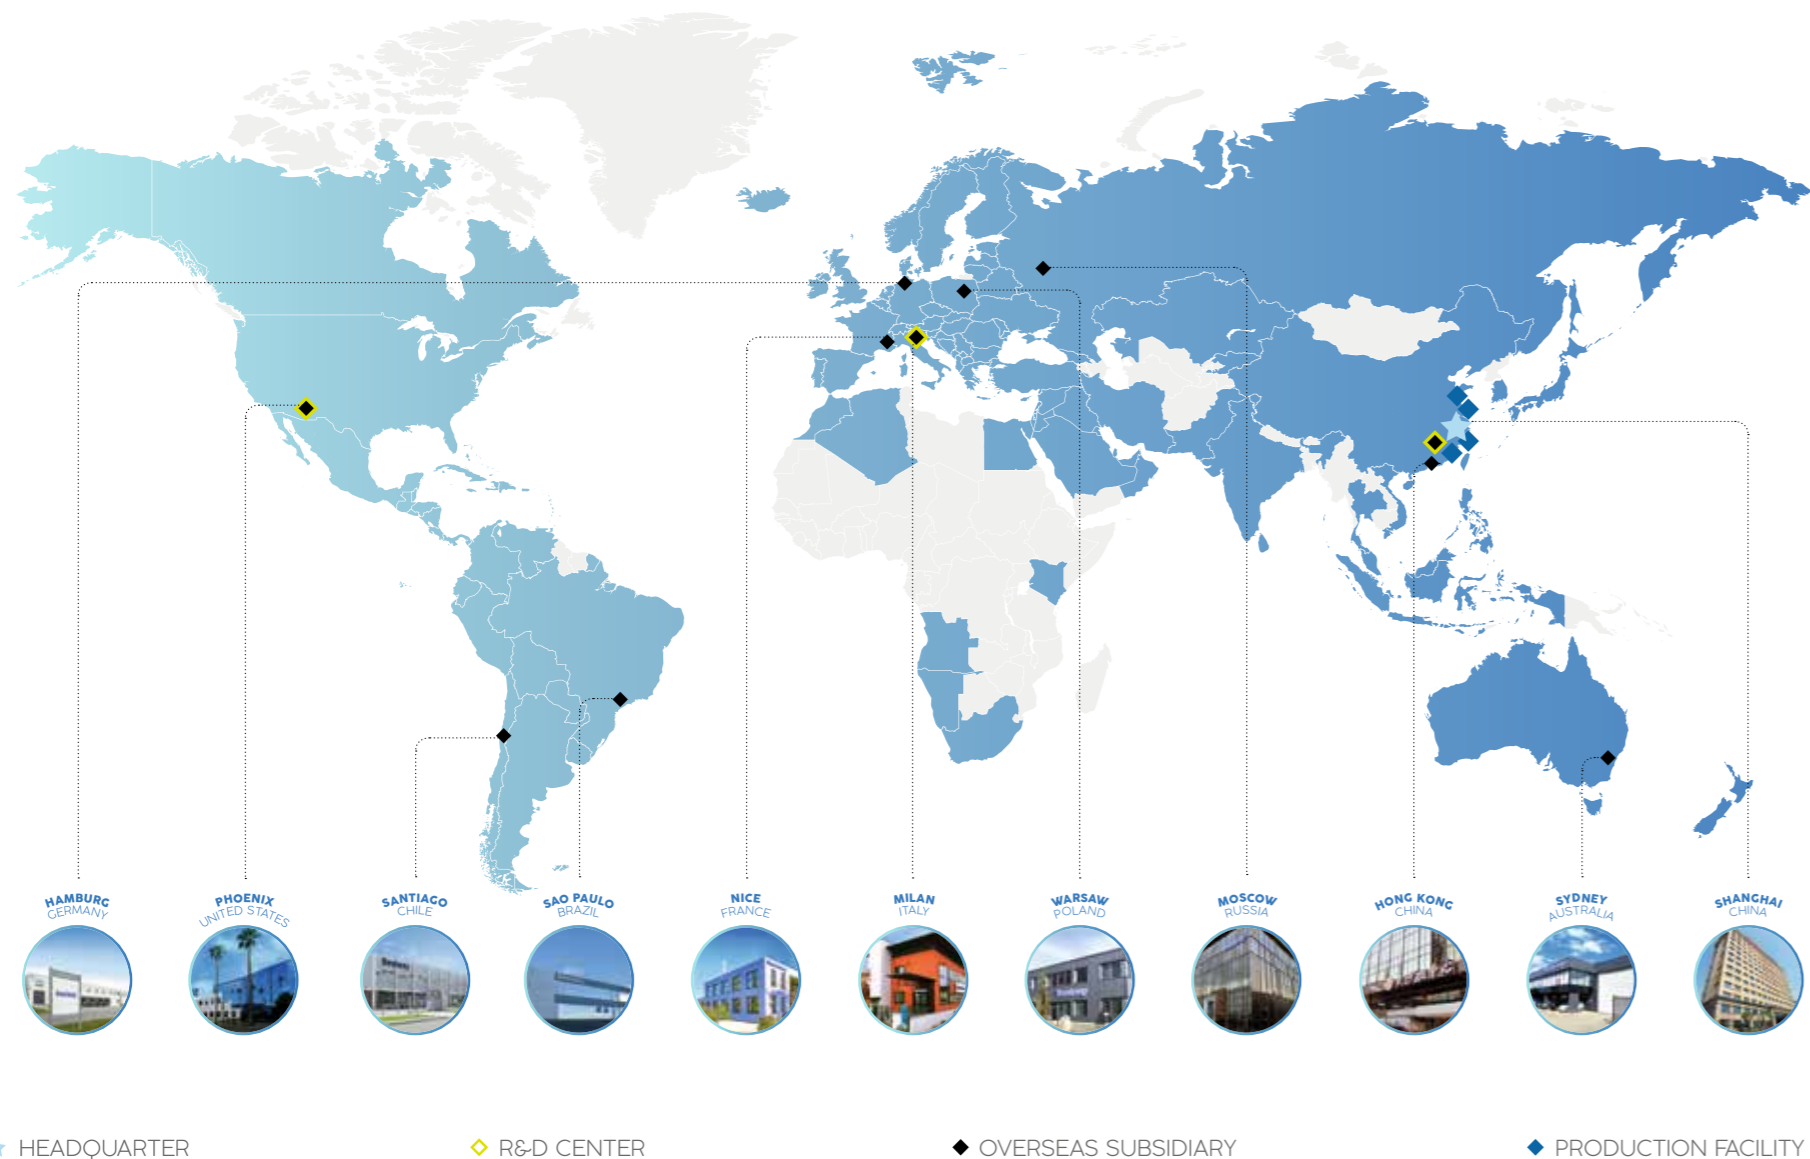 HAMBURG
GERMANY
PHOENIX
UNITED STATES
SANTIAGO
CHILE
SAO PAULO
BRAZIL
NICE
FRANCE
MILAN
ITALY
WARSAW
POLAND
MOSCOW
RUSSIA
HONG KONG
CHINA
SYDNEY
AUSTRALIA
SHANGHAI
CHINA
HEADQUARTER
R&D CENTER
OVERSEAS SUBSIDIARY
PRODUCTION FACILITY